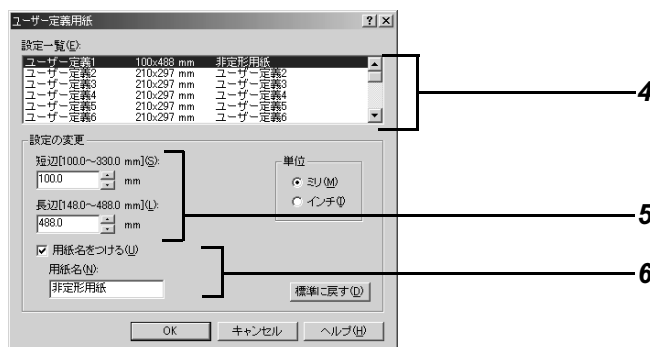 ユーザー定義用紙
設定一覧(E):
ユーザー定義1 100x488 mm 非定形用紙
ユーザー定義2 210x297 mm ユーザー定義2
ユーザー定義3 210x297 mm ユーザー定義3
ユーザー定義4 210x297 mm ユーザー定義4
ユーザー定義5 210x297 mm ユーザー定義5
ユーザー定義6 210x297 mm ユーザー定義6
4
設定の変更
短辺[100.0～330.0 mm](S):
100.0 mm
長辺[148.0～488.0 mm](L):
488.0 mm
単位
ミリ(M)
インチ(I)
5
用紙名をつける(U)
用紙名(N):
非定形用紙
6
標準に戻す(D)
OK キャンセル ヘルプ(H)